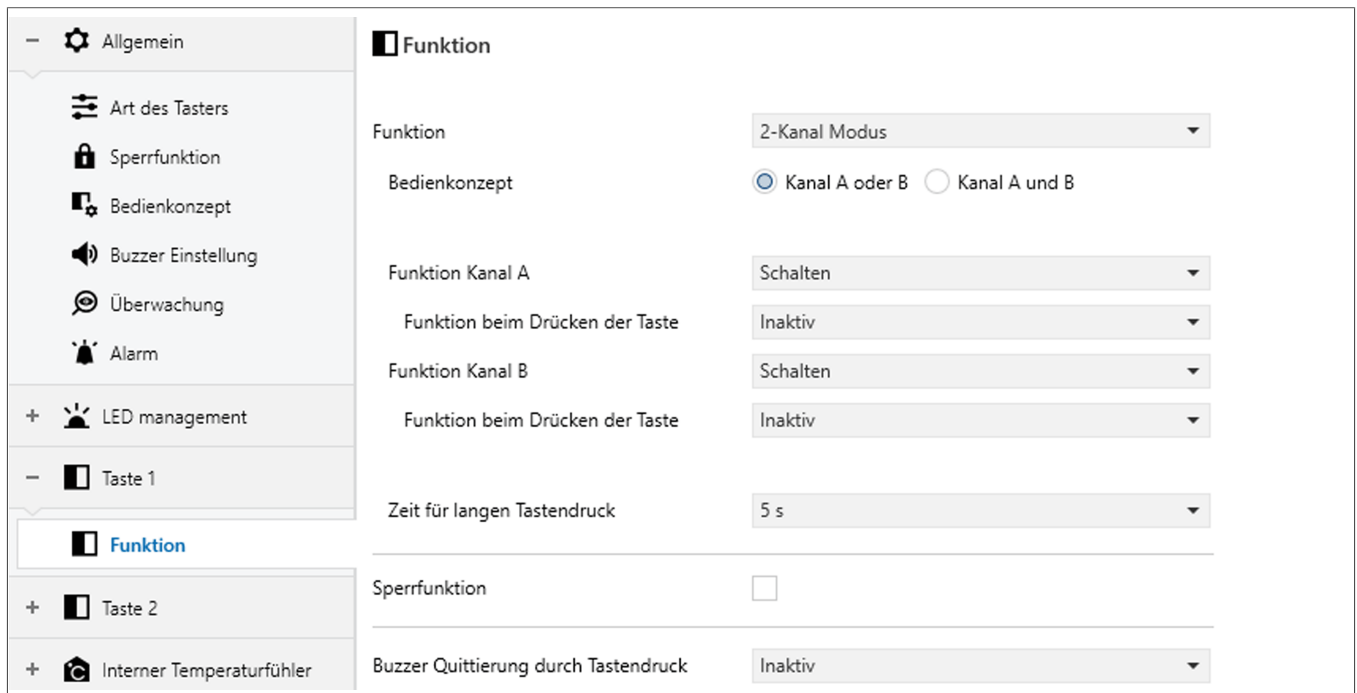 Allgemein
Art des Tasters
Sperrfunktion
Bedienkonzept
Buzzer Einstellung
Überwachung
Alarm
LED management
Taste 1
Funktion
Taste 2
Interner Temperaturfühler
Funktion
Funktion 2-Kanal Modus
Bedienkonzept Kanal A oder B Kanal A und B
Funktion Kanal A Schalten
Funktion beim Drücken der Taste Inaktiv
Funktion Kanal B Schalten
Funktion beim Drücken der Taste Inaktiv
Zeit für langen Tastendruck 5 s
Sperrfunktion
Buzzer Quittierung durch Tastendruck Inaktiv